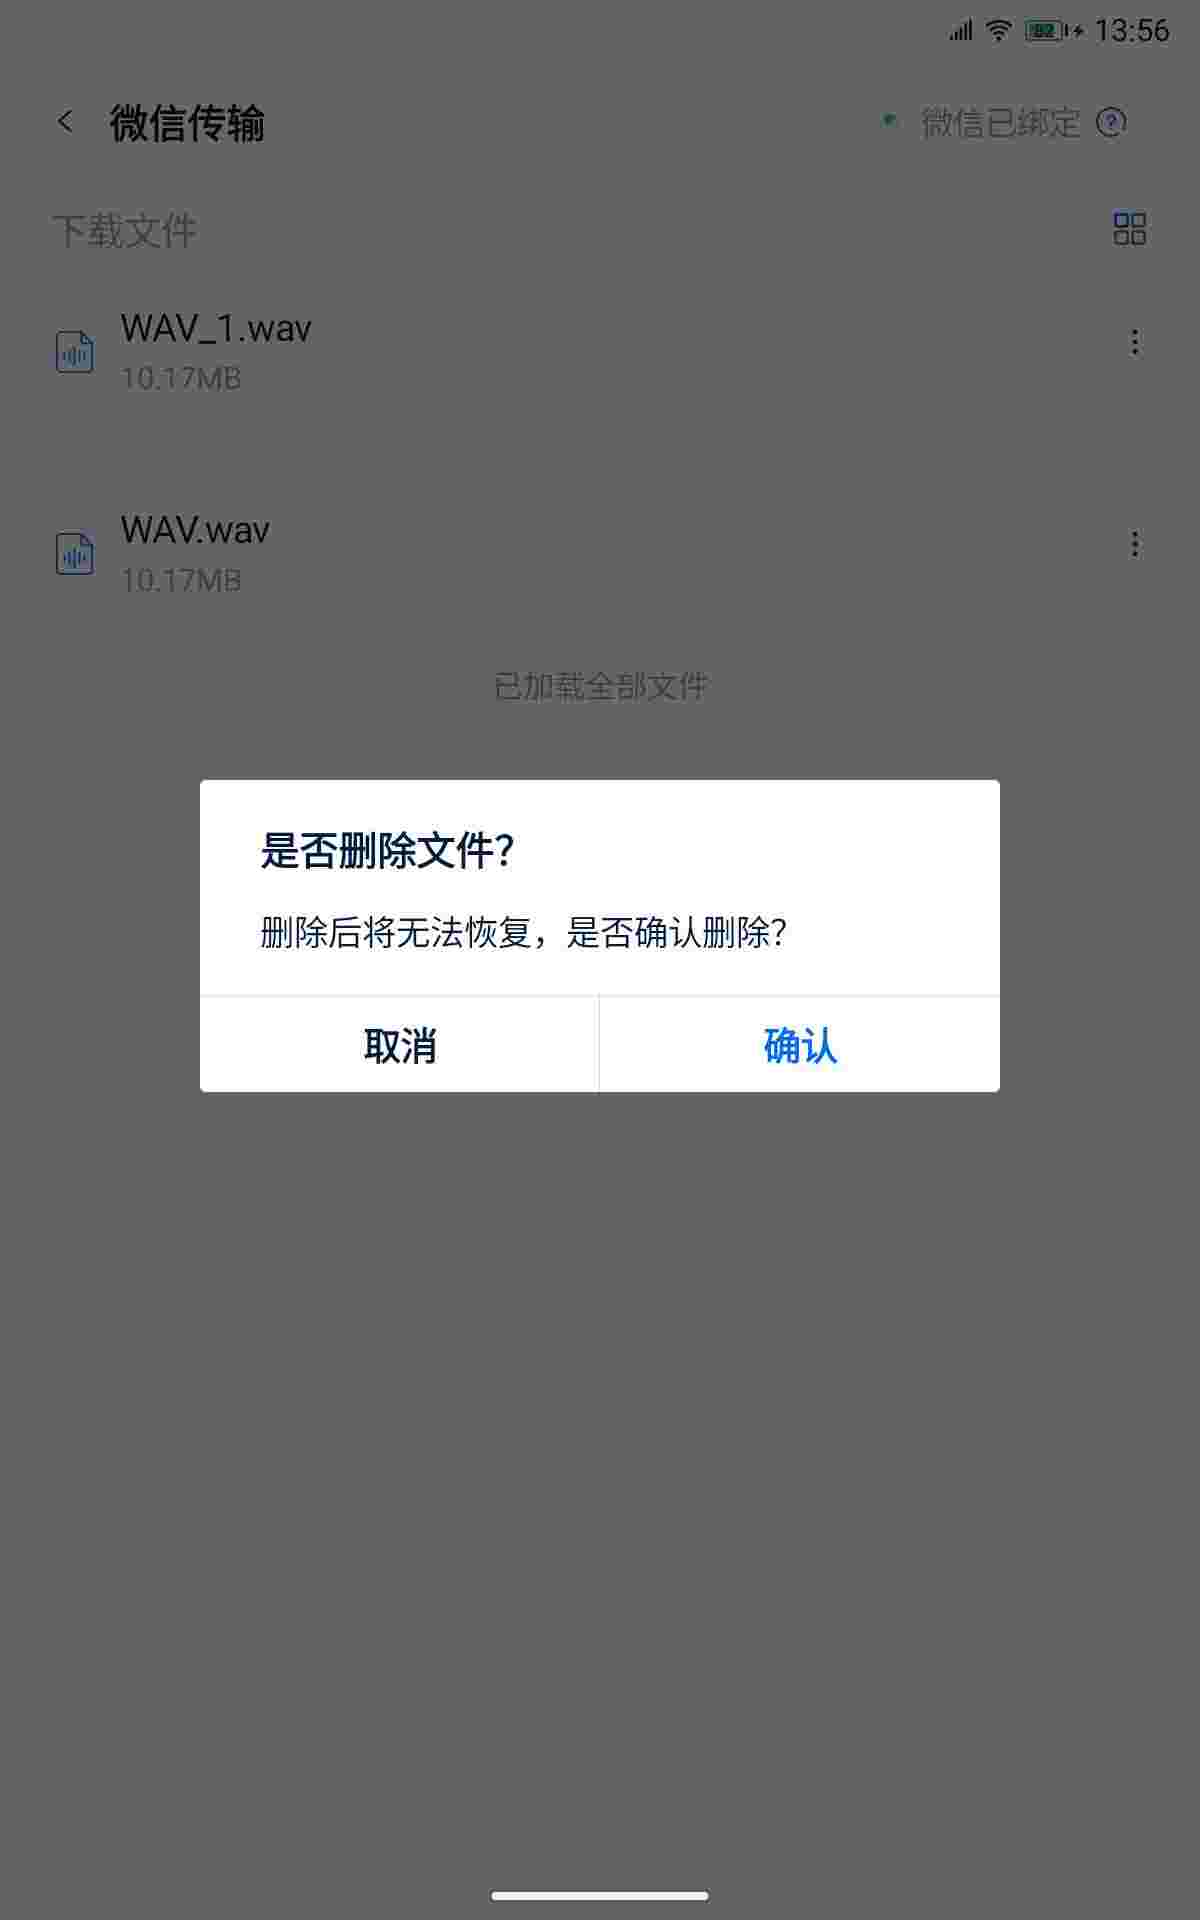 92 13:56
微信传输
微信已绑定
下载文件
WAV_1.wav
10.17MB
WAV.wav
10.17MB
已加载全部文件
是否删除文件？
删除后将无法恢复，是否确认删除？
取消
确认